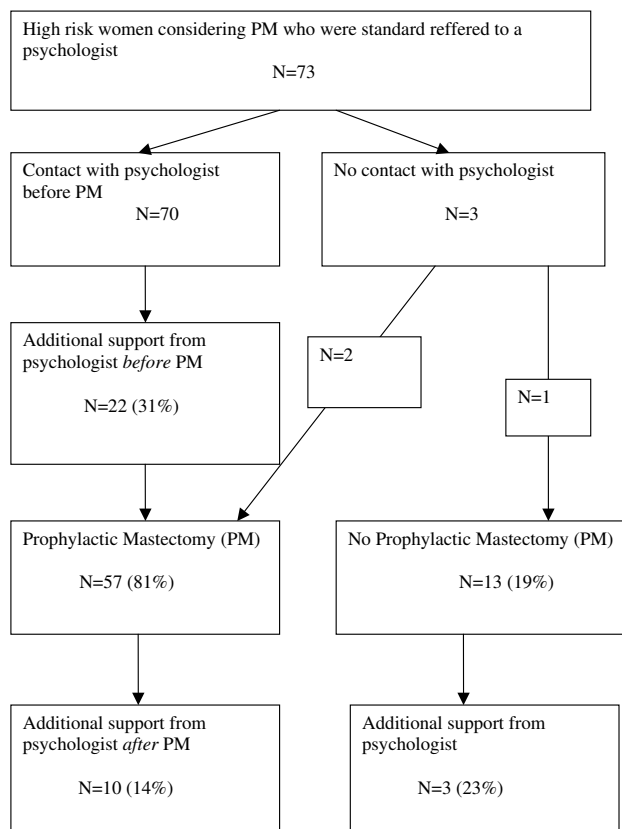 High risk women considering PM who were standard reffered to a
psychologist
N=73
Contact with psychologist
before PM
N=70
No contact with psychologist
N=3
Additional support from
psychologist before PM
N=22 (31%)
N=2
N=1
Prophylactic Mastectomy (PM)
N=57 (81%)
No Prophylactic Mastectomy (PM)
N=13 (19%)
Additional support from
psychologist after PM
N=10 (14%)
Additional support from
psychologist
N=3 (23%)